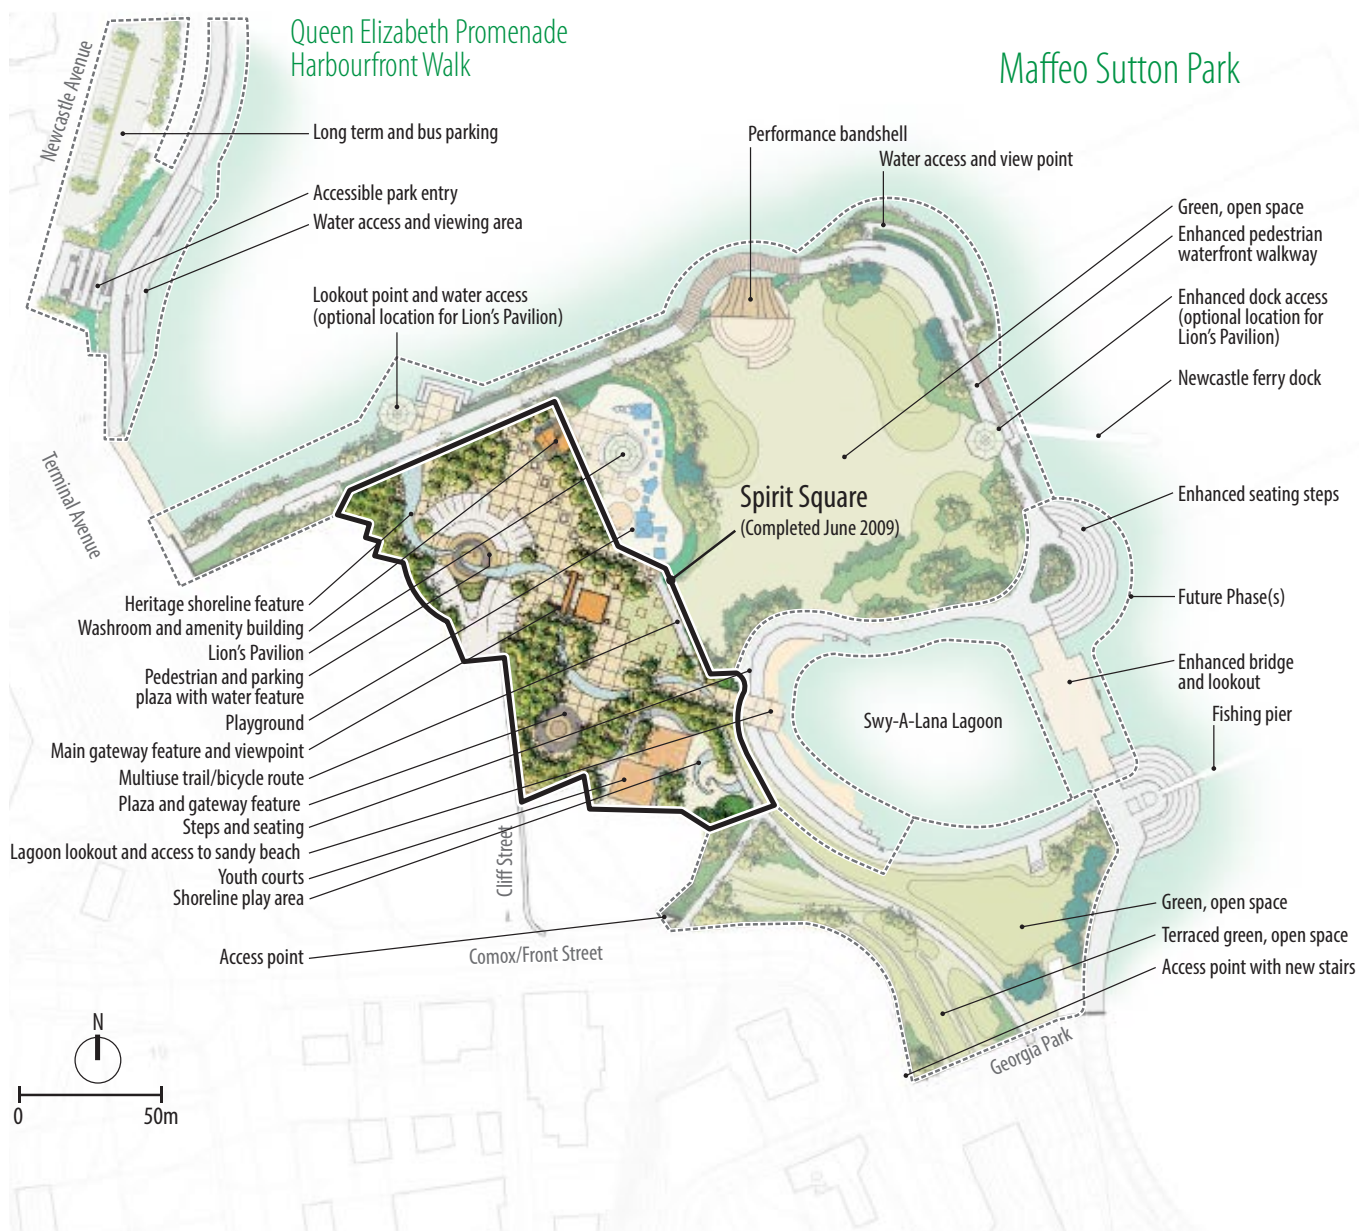 Queen Elizabeth Promenade
Harbourfront Walk
Maffeo Sutton Park
Newcastle Avenue
Long term and bus parking
Accessible park entry
Water access and viewing area
Lookout point and water access
(optional location for Lion's Pavilion)
Performance bandshell
Water access and view point
Green, open space
Enhanced pedestrian
waterfront walkway
Enhanced dock access
(optional location for
Lion's Pavilion)
Newcastle ferry dock
Terminal Avenue
Spirit Square
(Completed June 2009)
Enhanced seating steps
Future Phase(s)
Enhanced bridge
and lookout
Fishing pier
Swy-A-Lana Lagoon
Heritage shoreline feature
Washroom and amenity building
Lion's Pavilion
Pedestrian and parking
plaza with water feature
Playground
Main gateway feature and viewpoint
Multiuse trail/bicycle route
Plaza and gateway feature
Steps and seating
Lagoon lookout and access to sandy beach
Youth courts
Shoreline play area
Access point
Cliff Street
Comox/Front Street
Green, open space
Terraced green, open space
Access point with new stairs
Georgia Park
N
0 50m